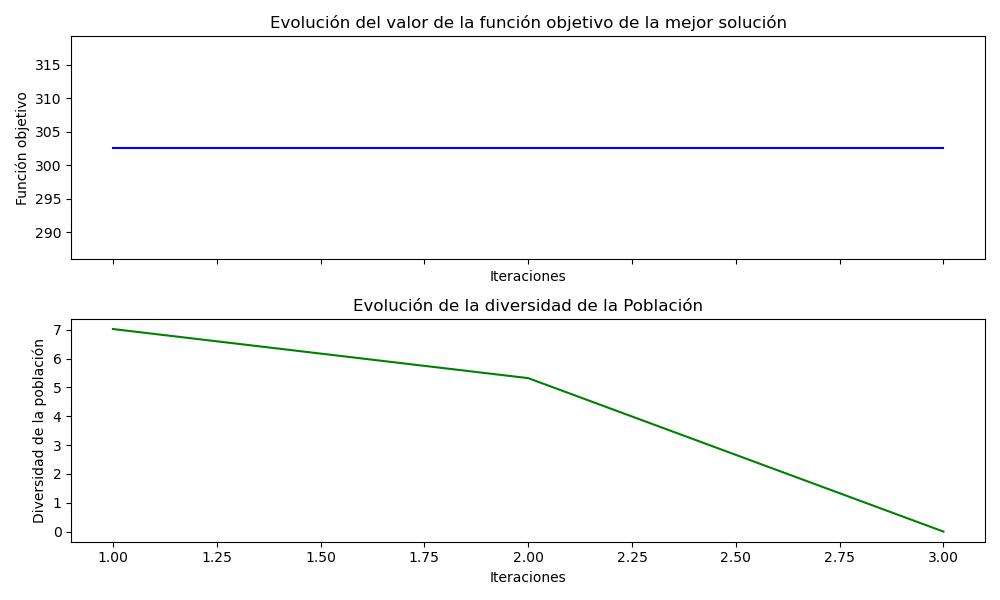 Evolución del valor de la función objetivo de la mejor solución
Función objetivo
315
310
305
300
295
290
Iteraciones
Evolución de la diversidad de la Población
Diversidad de la población
7
6
5
4
3
2
1
0
1.00 1.25 1.50 1.75 2.00 2.25 2.50 2.75 3.00
Iteraciones